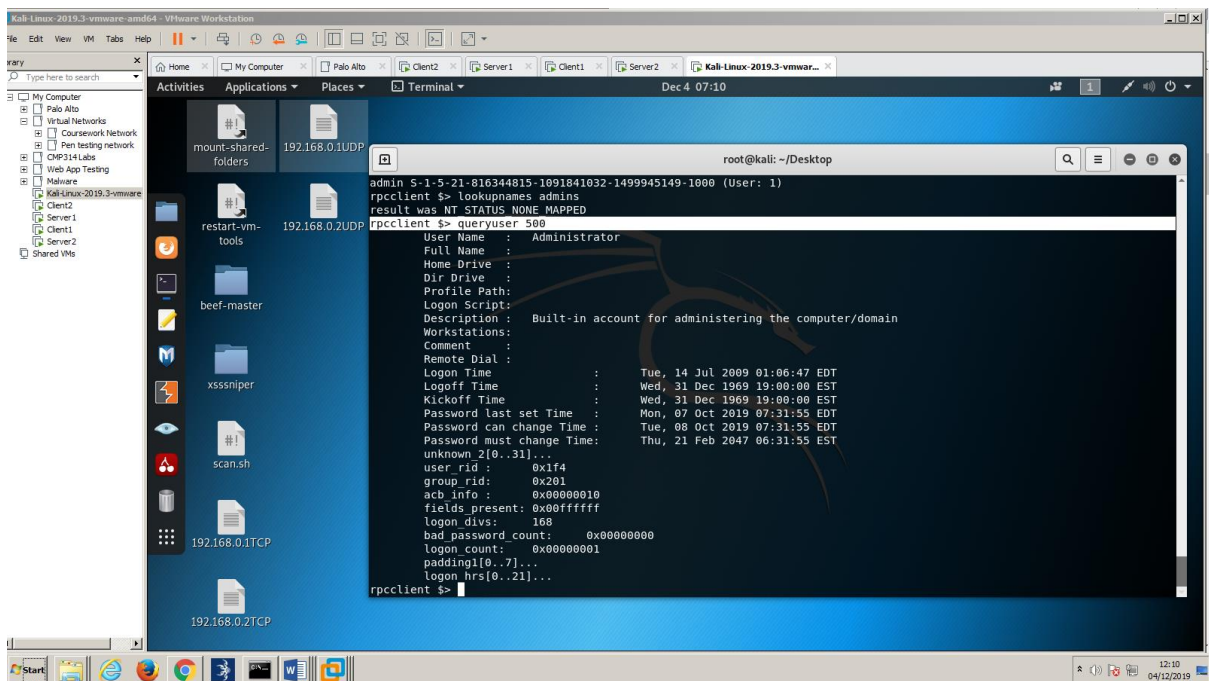 Kali-Linux-2019.3-vmware-amd64 - VMware Workstation
File Edit View VM Tabs Help
Type here to search
My Computer
Palo Alto
Virtual Networks
Coursework Network
Pen testing network
CMP314 Labs
Web App Testing
Malware
Kali-Linux-2019.3-vmware
Client2
Server1
Client1
Server2
Shared VMs
Home My Computer Palo Alto Client2 Server1 Client1 Server2 Kali-Linux-2019.3-vmwar...
Activities Applications Places Terminal Dec 4 07:10 1
mount-shared-folders
192.168.0.1UDP
restart-vm-tools
192.168.0.2UDP
beef-master
xsssniper
scan.sh
192.168.0.1TCP
192.168.0.2TCP
root@kali: ~/Desktop
admin S-1-5-21-816344815-1091841032-1499945149-1000 (User: 1)
rpcclient $> lookupnames admins
result was NT_STATUS_NONE_MAPPED
rpcclient $> queryuser 500
User Name : Administrator
Full Name :
Home Drive :
Dir Drive :
Profile Path:
Logon Script:
Description : Built-in account for administering the computer/domain
Workstations:
Comment :
Remote Dial :
Logon Time : Tue, 14 Jul 2009 01:06:47 EDT
Logoff Time : Wed, 31 Dec 1969 19:00:00 EST
Kickoff Time : Wed, 31 Dec 1969 19:00:00 EST
Password last set Time : Mon, 07 Oct 2019 07:31:55 EDT
Password can change Time : Tue, 08 Oct 2019 07:31:55 EDT
Password must change Time: Thu, 21 Feb 2047 06:31:55 EST
unknown_2[0..31]...
user_rid : 0x1f4
group_rid: 0x201
acb_info : 0x00000010
fields_present: 0x00ffffff
logon_divs: 168
bad_password_count: 0x00000000
logon_count: 0x00000001
padding1[0..7]...
logon_hrs[0..21]...
rpcclient $>
Start
12:10
04/12/2019